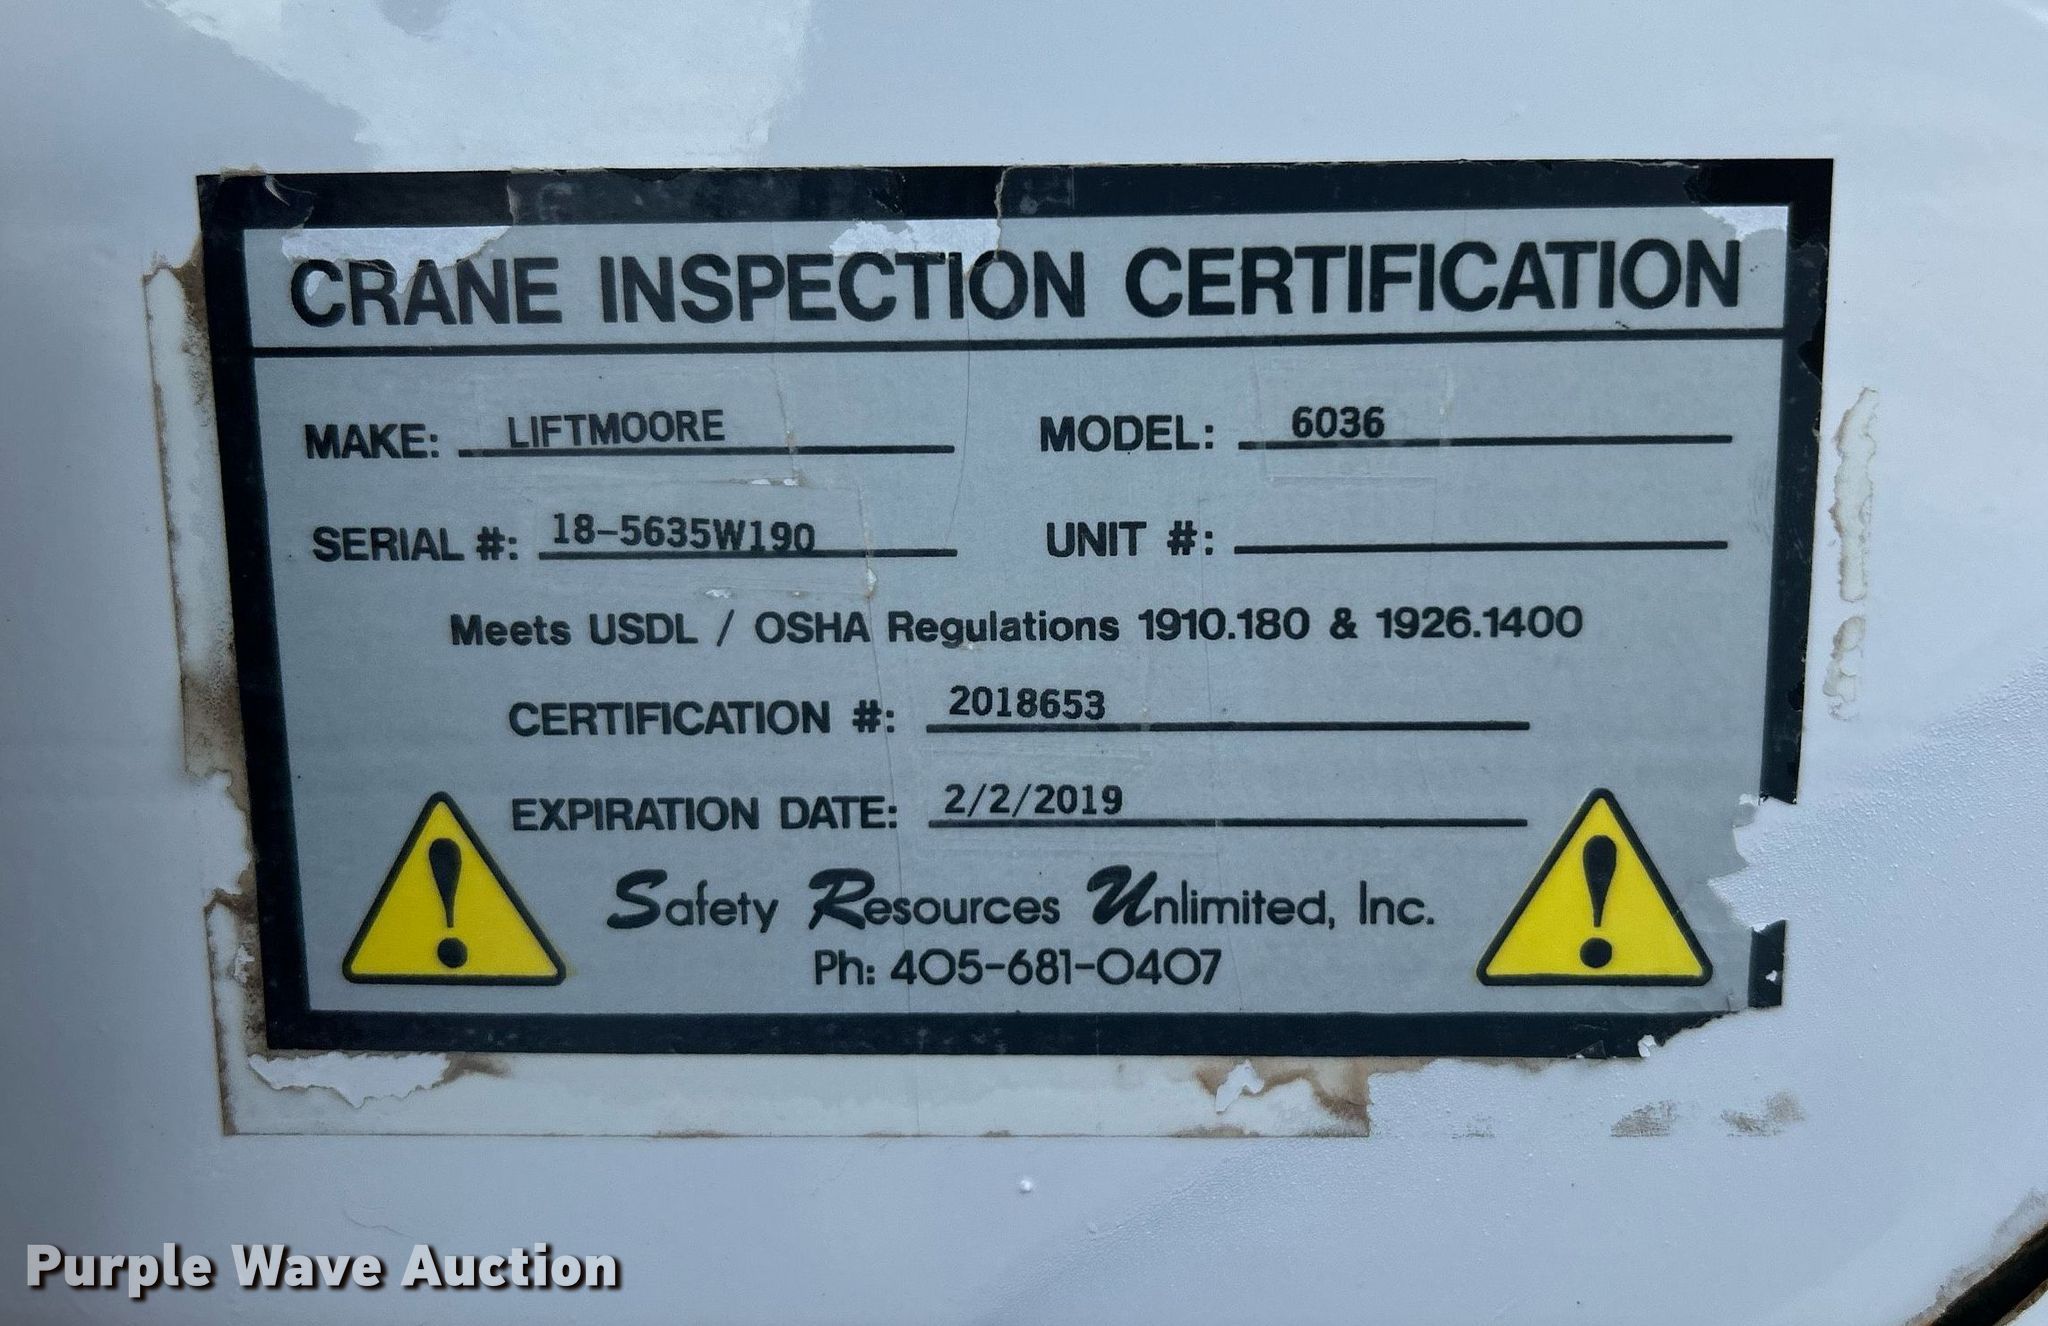 CRANE INSPECTION CERTIFICATION
MAKE: LIFTMOORE MODEL: 6036
SERIAL #: 18-5635W190 UNIT #:
Meets USDL / OSHA Regulations 1910.180 & 1926.1400
CERTIFICATION #: 2018653
EXPIRATION DATE: 2/2/2019
Safety Resources Unlimited, Inc.
Ph: 405-681-0407
Purple Wave Auction